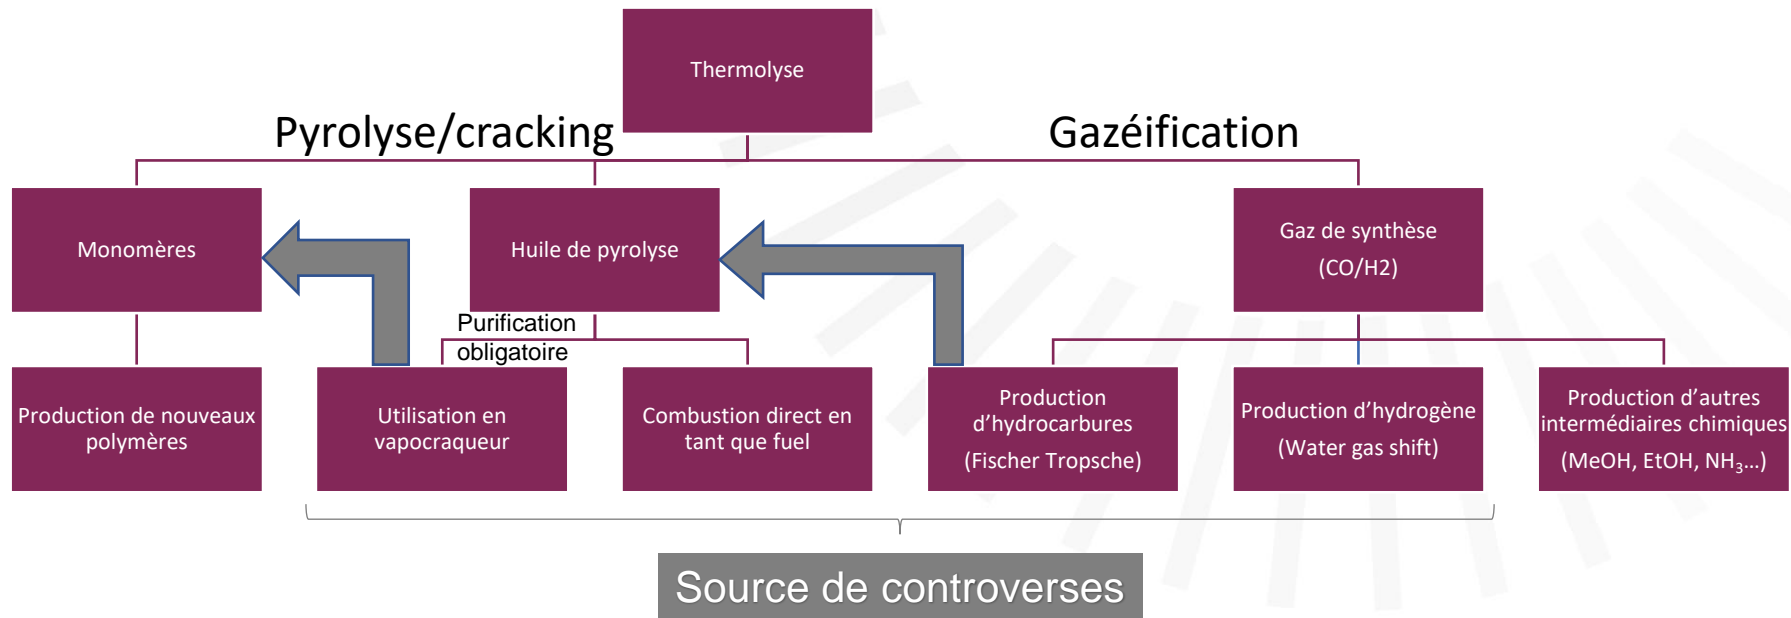 Thermolyse
Pyrolyse/cracking
Gazéification
Monomères
Huile de pyrolyse
Gaz de synthèse
(CO/H2)
Purification
obligatoire
Production de nouveaux
polymères
Utilisation en
vapocraqueur
Combustion direct en
tant que fuel
Production
d’hydrocarbures
(Fischer Tropsche)
Production d’hydrogène
(Water gas shift)
Production d’autres
intermédiaires chimiques
(MeOH, EtOH, NH₃…)
Source de controverses